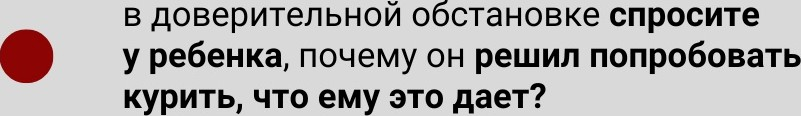 в доверительной обстановке спросите
у ребенка, почему он решил попробовать
курить, что ему это дает?